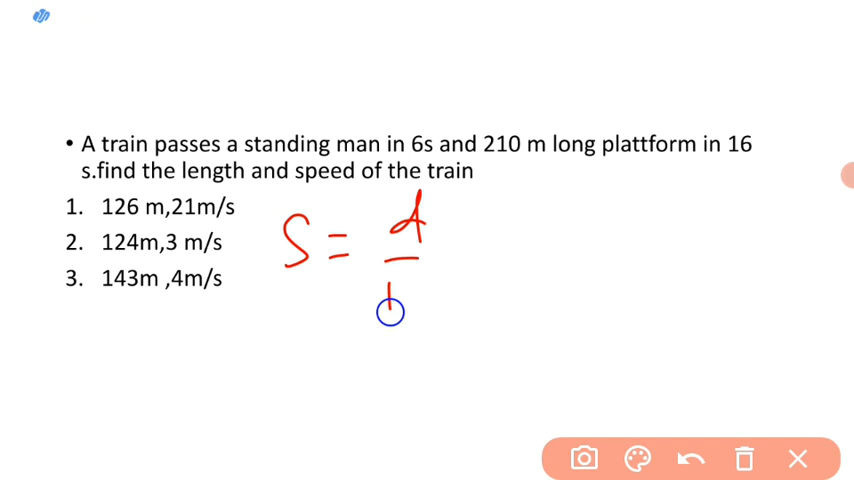 • A train passes a standing man in 6s and 210 m long plattform in 16
s.find the length and speed of the train
1. 126 m,21m/s
2. 124m,3 m/s
3. 143m ,4m/s
S = d